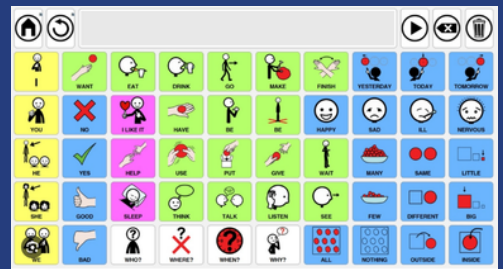 I WANT EAT DRINK GO MAKE FINISH YESTERDAY TODAY TOMORROW
YOU NO I LIKE IT HAVE BE BE HAPPY SAD ILL NERVOUS
HE YES HELP USE PUT GIVE WAIT MANY SAME LITTLE
SHE GOOD SLEEP THINK TALK LISTEN SEE FEW DIFFERENT BIG
WE BAD WHO? WHERE? WHEN? WHY? ALL NOTHING OUTSIDE INSIDE